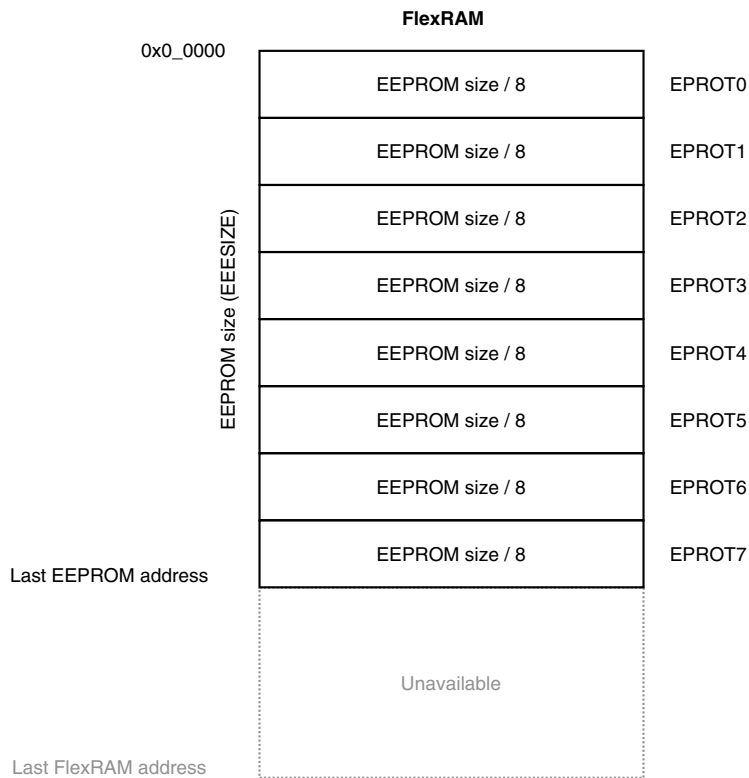 FlexRAM
0x0_0000
EEPROM size / 8 EPROT0
EEPROM size / 8 EPROT1
EEPROM size / 8 EPROT2
EEPROM size (EEESIZE)
EEPROM size / 8 EPROT3
EEPROM size / 8 EPROT4
EEPROM size / 8 EPROT5
EEPROM size / 8 EPROT6
EEPROM size / 8 EPROT7
Last EEPROM address
Unavailable
Last FlexRAM address